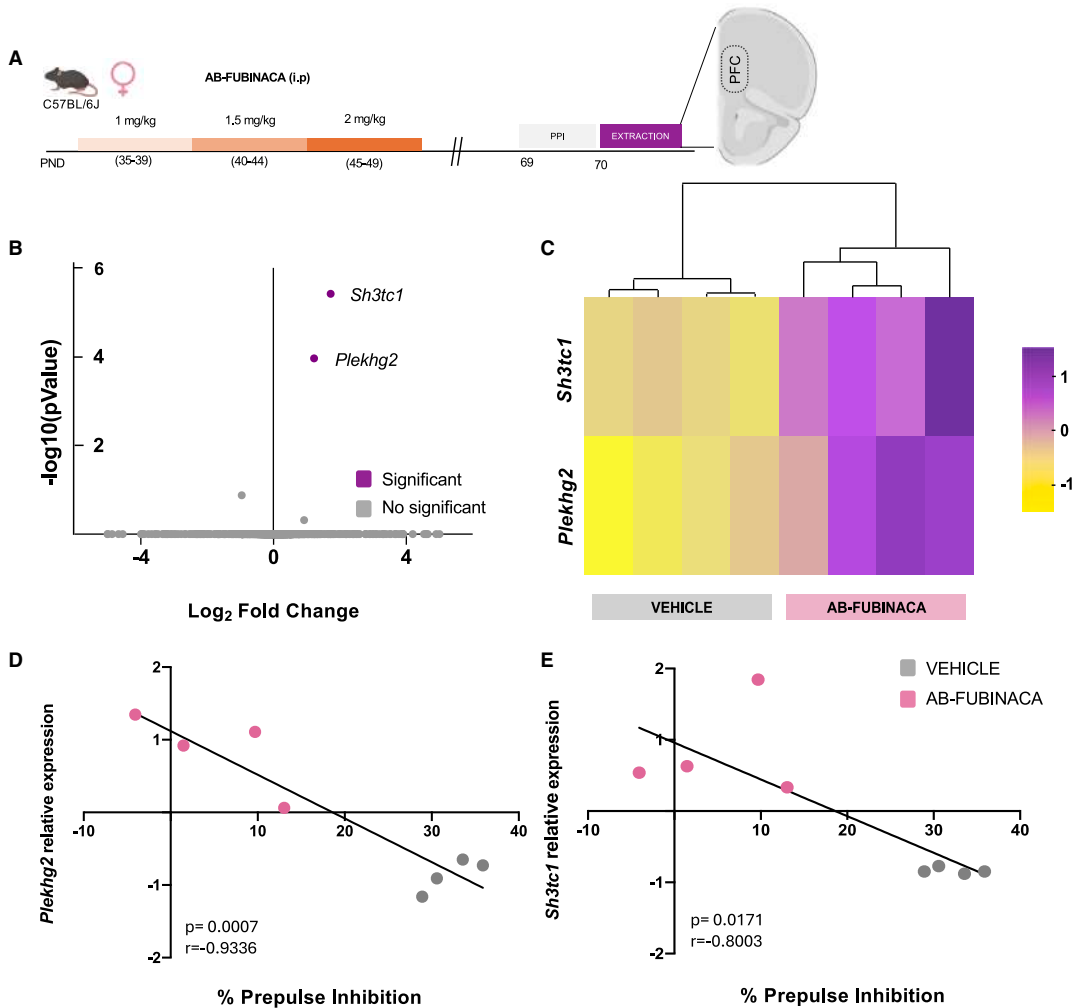 A
C57BL/6J
AB-FUBINACA (i.p)
1 mg/kg
1.5 mg/kg
2 mg/kg
PPI
EXTRACTION
PFC
PND
(35-39)
(40-44)
(45-49)
69
70
B
-log10(pValue)
6
4
2
Sh3tc1
Plekhg2
Significant
No significant
-4
0
4
Log2 Fold Change
C
Sh3tc1
Plekhg2
1
0
-1
VEHICLE
AB-FUBINACA
D
Plekhg2 relative expression
2
1
-10
10
20
30
40
-1
-2
p= 0.0007
r=-0.9336
% Prepulse Inhibition
E
Sh3tc1 relative expression
VEHICLE
AB-FUBINACA
2
1
-10
10
20
30
40
-1
-2
p= 0.0171
r=-0.8003
% Prepulse Inhibition